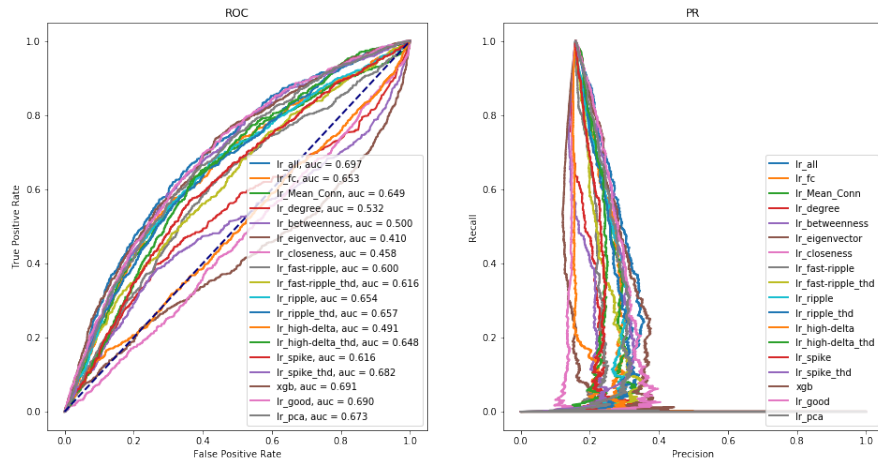 ROC
1.0
0.8
0.6
0.4
0.2
0.0
True Positive Rate
lr_all, auc = 0.697
lr_fc, auc = 0.653
lr_Mean_Conn, auc = 0.649
lr_degree, auc = 0.532
lr_betweenness, auc = 0.500
lr_eigenvector, auc = 0.410
lr_closeness, auc = 0.458
lr_fast-ripple, auc = 0.600
lr_fast-ripple_thd, auc = 0.616
lr_ripple, auc = 0.654
lr_ripple_thd, auc = 0.657
lr_high-delta, auc = 0.491
lr_high-delta_thd, auc = 0.648
lr_spike, auc = 0.616
lr_spike_thd, auc = 0.682
xgb, auc = 0.691
lr_good, auc = 0.690
lr_pca, auc = 0.673
0.0 0.2 0.4 0.6 0.8 1.0
False Positive Rate
PR
1.0
0.8
0.6
0.4
0.2
0.0
Recall
lr_all
lr_fc
lr_Mean_Conn
lr_degree
lr_betweenness
lr_eigenvector
lr_closeness
lr_fast-ripple
lr_fast-ripple_thd
lr_ripple
lr_ripple_thd
lr_high-delta
lr_high-delta_thd
lr_spike
lr_spike_thd
xgb
lr_good
lr_pca
0.0 0.2 0.4 0.6 0.8 1.0
Precision